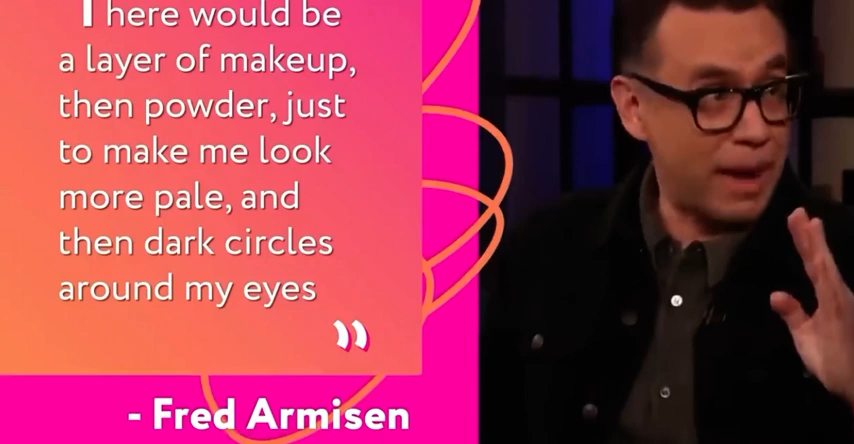 There would be
a layer of makeup,
then powder, just
to make me look
more pale, and
then dark circles
around my eyes
”
- Fred Armisen